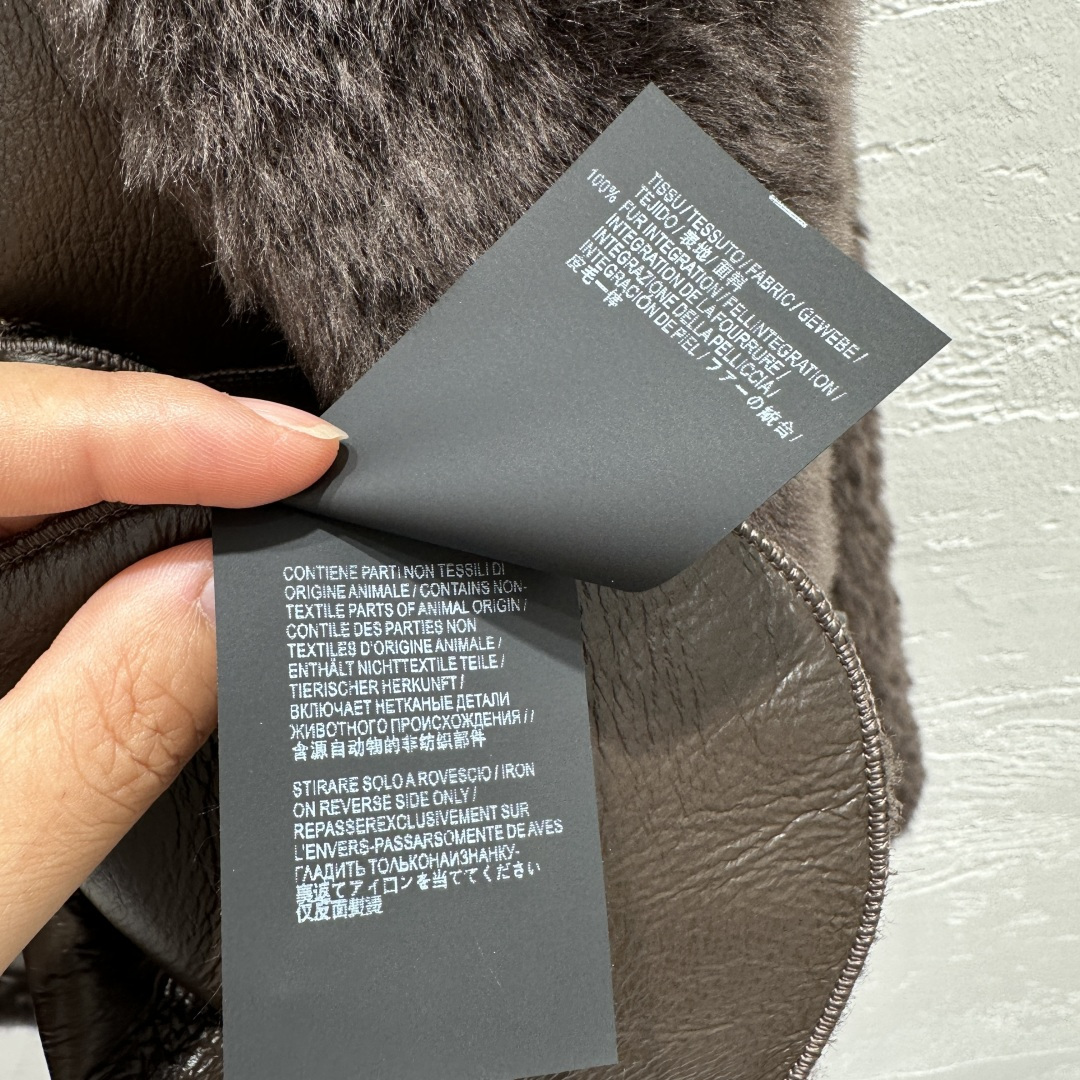 TISSU / TESSUTO / FABRIC / GEWEBE /
TEJIDO / 表地 / 面料
100% FUR INTEGRATION / FELLINTEGRATION /
INTEGRATION DE LA FOURRURE /
INTEGRAZIONE DELLA PELLICCIA /
INTEGRACIÓN DE PIEL / ファーの統合 /
皮毛一体
CONTIENE PARTI NON TESSILI DI
ORIGINE ANIMALE / CONTAINS NON-
TEXTILE PARTS OF ANIMAL ORIGIN /
CONTILE DES PARTIES NON
TEXTILES D'ORIGINE ANIMALE /
ENTHÄLT NICHTTEXTILE TEILE /
TIERISCHER HERKUNFT /
ВКЛЮЧАЕТ НЕТКАНЫЕ ДЕТАЛИ
ЖИВОТНОГО ПРОИСХОЖДЕНИЯ / /
含源自动物的非纺织部件
STIRARE SOLO A ROVESCIO / IRON
ON REVERSE SIDE ONLY /
REPASSEREXCLUSIVEMENT SUR
L'ENVERS-PASSARSOMENTE DE AVES
ГЛАДИТЬ ТОЛЬКОНАИЗНАНКУ-
裏返てアイロンを当ててください
仅反面熨烫